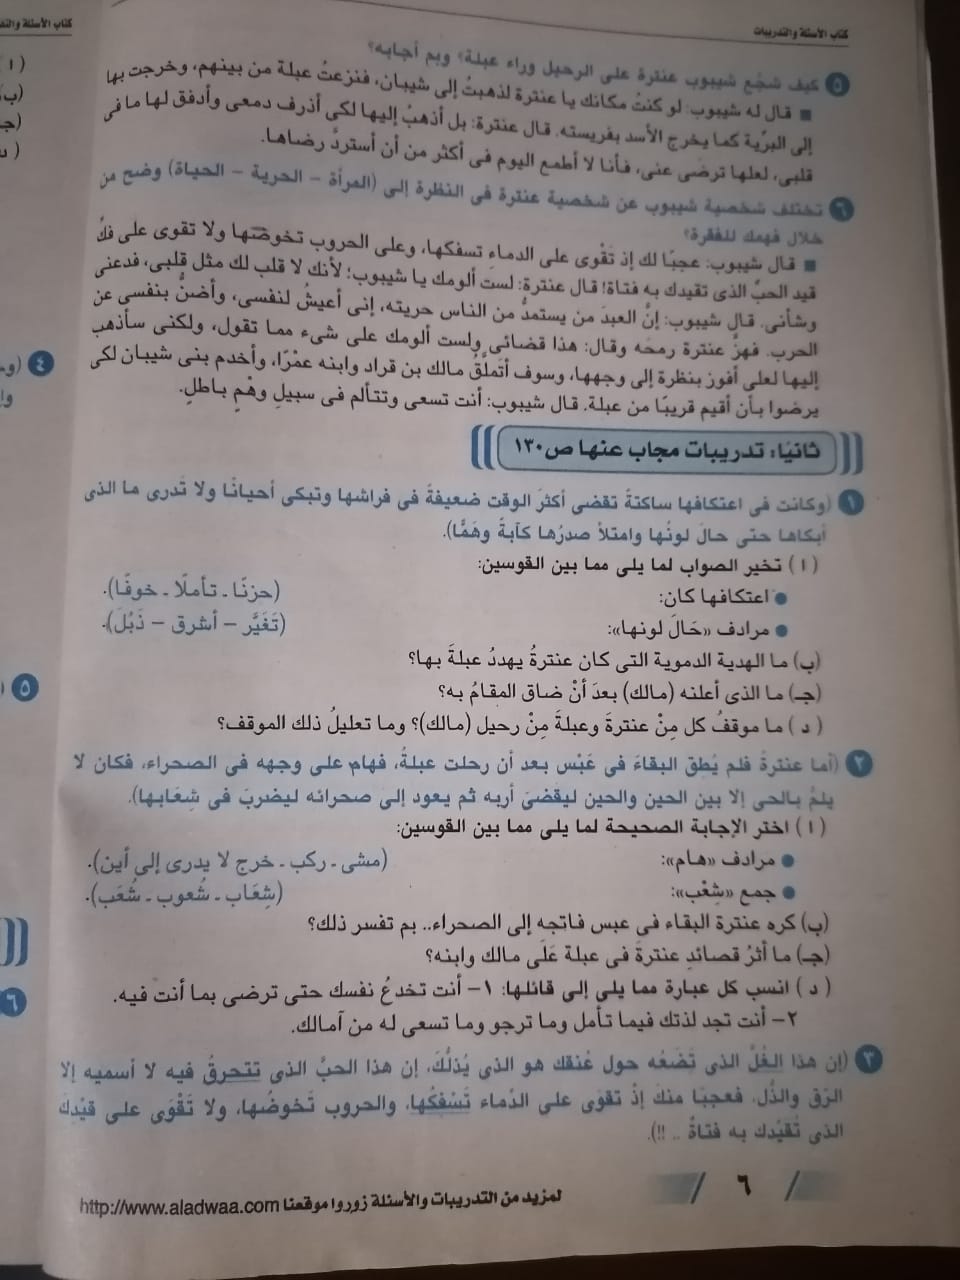 كتاب الأسئلة والتدريبات
٥ كيف شجع شيبوب عنترة على الرحيل وراء عبلة؟ وبم أجابه؟
■ قال له شيبوب: لو كنتُ مكانك يا عنترة لذهبتُ إلى شيبان، فنزعتُ عبلة من بينهم، وخرجت بها
إلى البرِّية كما يخرج الأسد بفريسته. قال عنترة: بل أذهبُ إليها لكى أذرف دمعى وأدفق لها ما فى
قلبى، لعلها ترضى عنى، فأنا لا أطمع اليوم فى أكثر من أن أستردَّ رضاها.
٦ تختلف شخصية شيبوب عن شخصية عنترة فى النظرة إلى (المرأة - الحرية - الحياة) وضح من
خلال فهمك للفقرة؟
■ قال شيبوب: عجبًا لك إذ تقْوى على الدماءِ تسفكها، وعلى الحروب تخوضها ولا تقوى على فكِّ
قيد الحبِّ الذى تقيدك به فتاة! قال عنترة: لست ألومك يا شيبوب؛ لأنك لا قلب لك مثل قلبى، فدعنى
وشأنى. قال شيبوب: إنَّ العبدَ من يستمدُّ من الناس حريته، إنى أعيشُ لنفسى، وأضنُّ بنفسى عن
الحرب. فهزَّ عنترة رمحَه وقال: هذا قضائى ولست ألومك على شىء مما تقول، ولكنى سأذهب
إليها لعلى أفوز بنظرة إلى وجهها، وسوف أتملَّقُ مالك بن قراد وابنه عمْرًا، وأخدم بنى شيبان لكى
يرضوا بأن أقيم قريبًا من عبلة. قال شيبوب: أنت تسعى وتتألم فى سبيلِ وهْمٍ باطلٍ.
ثانيًا: تدريبات مجاب عنها ص١٣٠
١ (وكانت فى اعتكافها ساكتةً تقضى أكثرَ الوقت ضعيفةً فى فراشها وتبكى أحيانًا ولا تَدرى ما الذى
أبكاها حتى حالَ لونُها وامتلأ صدرُها كآبةً وهَمًّا).
(١) تخير الصواب لما يلى مما بين القوسين:
● اعتكافها كان: (حزنًا ـ تأملًا ـ خوفًا).
● مرادف «حَالَ لونها»: (تَغَيَّر - أشرق - ذَبُلَ).
(ب) ما الهدية الدموية التى كان عنترةُ يهددُ عبلةَ بها؟
(جـ) ما الذى أعلنه (مالك) بعدَ أنْ ضاق المقامُ به؟
(د) ما موقفُ كل مِنْ عنترةَ وعبلةَ مِنْ رحيل (مالك)؟ وما تعليلُ ذلك الموقف؟
٢ (أما عنترةُ فلم يُطق البقاءَ فى عَبْس بعد أن رحلت عبلةُ، فهام على وجهه فى الصحراء، فكان لا
يلمُّ بالحى إلا بين الحين والحين ليقضىَ أربه ثم يعود إلى صحرائه ليضربَ فى شِعَابها).
(١) اختر الإجابة الصحيحة لما يلى مما بين القوسين:
● مرادف «هام»: (مشى ـ ركب ـ خرج لا يدرى إلى أين).
● جمع «شِعْب»: (شِعَاب ـ شُعوب ـ شُعَب).
(ب) كره عنترة البقاء فى عبس فاتجه إلى الصحراء.. بم تفسر ذلك؟
(جـ) ما أثرُ قصائدِ عنترةَ فى عبلة عَلَى مالك وابنه؟
(د) انسب كل عبارة مما يلى إلى قائلها: ١- أنت تخدعُ نفسك حتى ترضى بما أنت فيه.
٢- أنت تجد لذتك فيما تأمل وما ترجو وما تسعى له من آمالك.
٣ (إن هذا الغُلَّ الذى تَضَعُه حول عُنقك هو الذى يُذلُّكَ، إن هذا الحبَّ الذى تتحرقُ فيه لا أسميه إلا
الرَق والذُّل، فعجبًا منكَ إذْ تقوَى على الدِّماء تَسْفكُها، والحروب تَخوضُها، ولا تَقْوَى على قَيْدِكَ
الذى تُقيِّدك به فتاةٌ .. !!).
٦
لمزيد من التدريبات والأسئلة زوروا موقعنا http://www.aladwaa.com